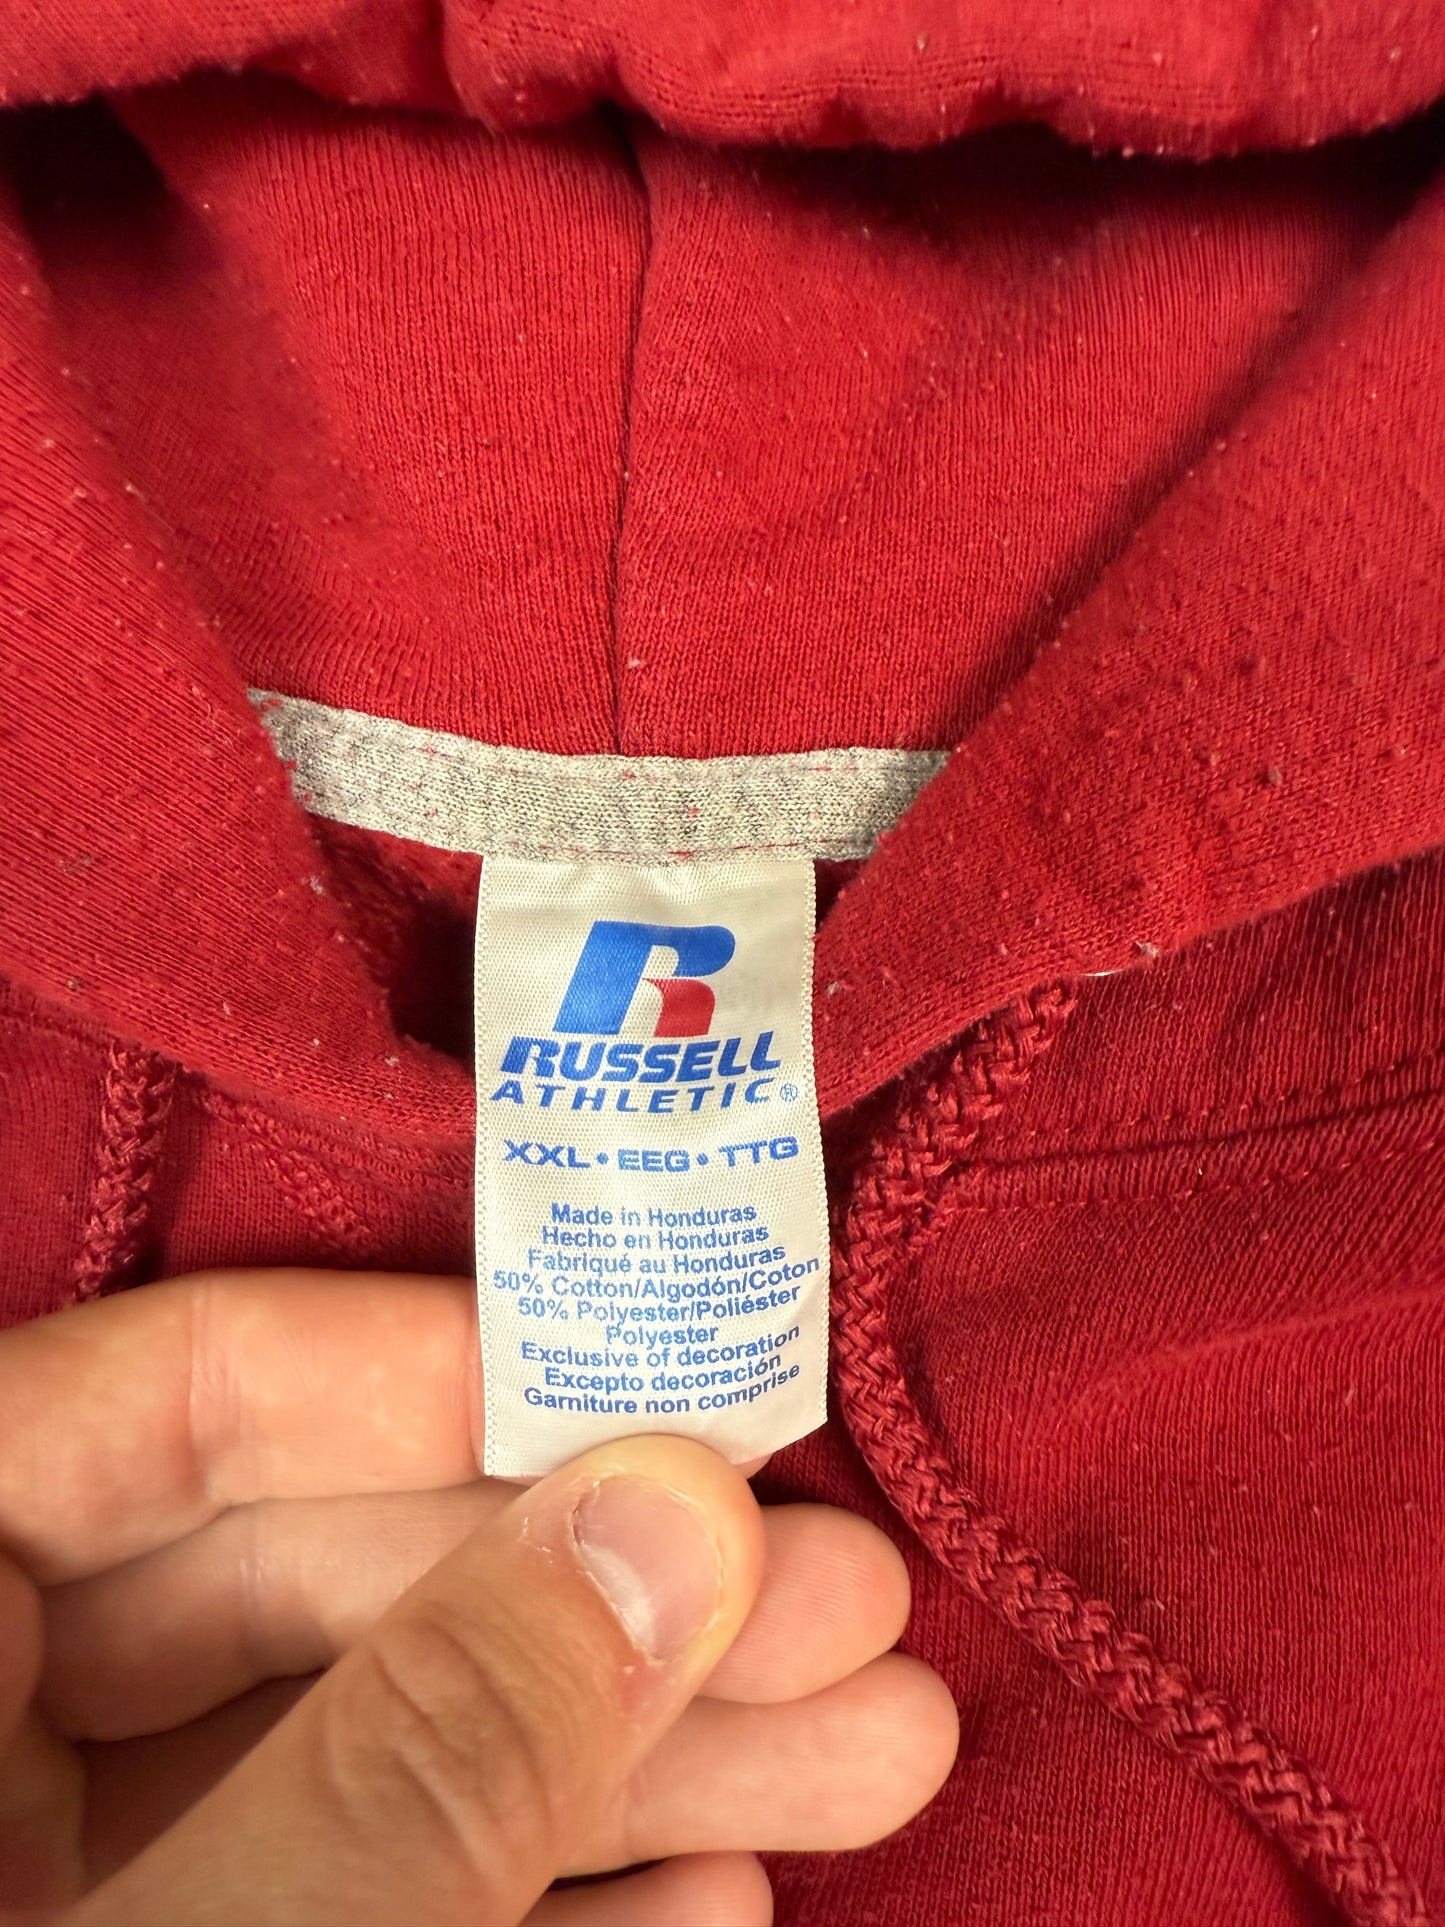 R
RUSSELL
ATHLETIC®
XXL • EEG • TTG
Made in Honduras
Hecho en Honduras
Fabriqué au Honduras
50% Cotton/Algodón/Coton
50% Polyester/Poliéster
Polyester
Exclusive of decoration
Excepto decoración
Garniture non comprise